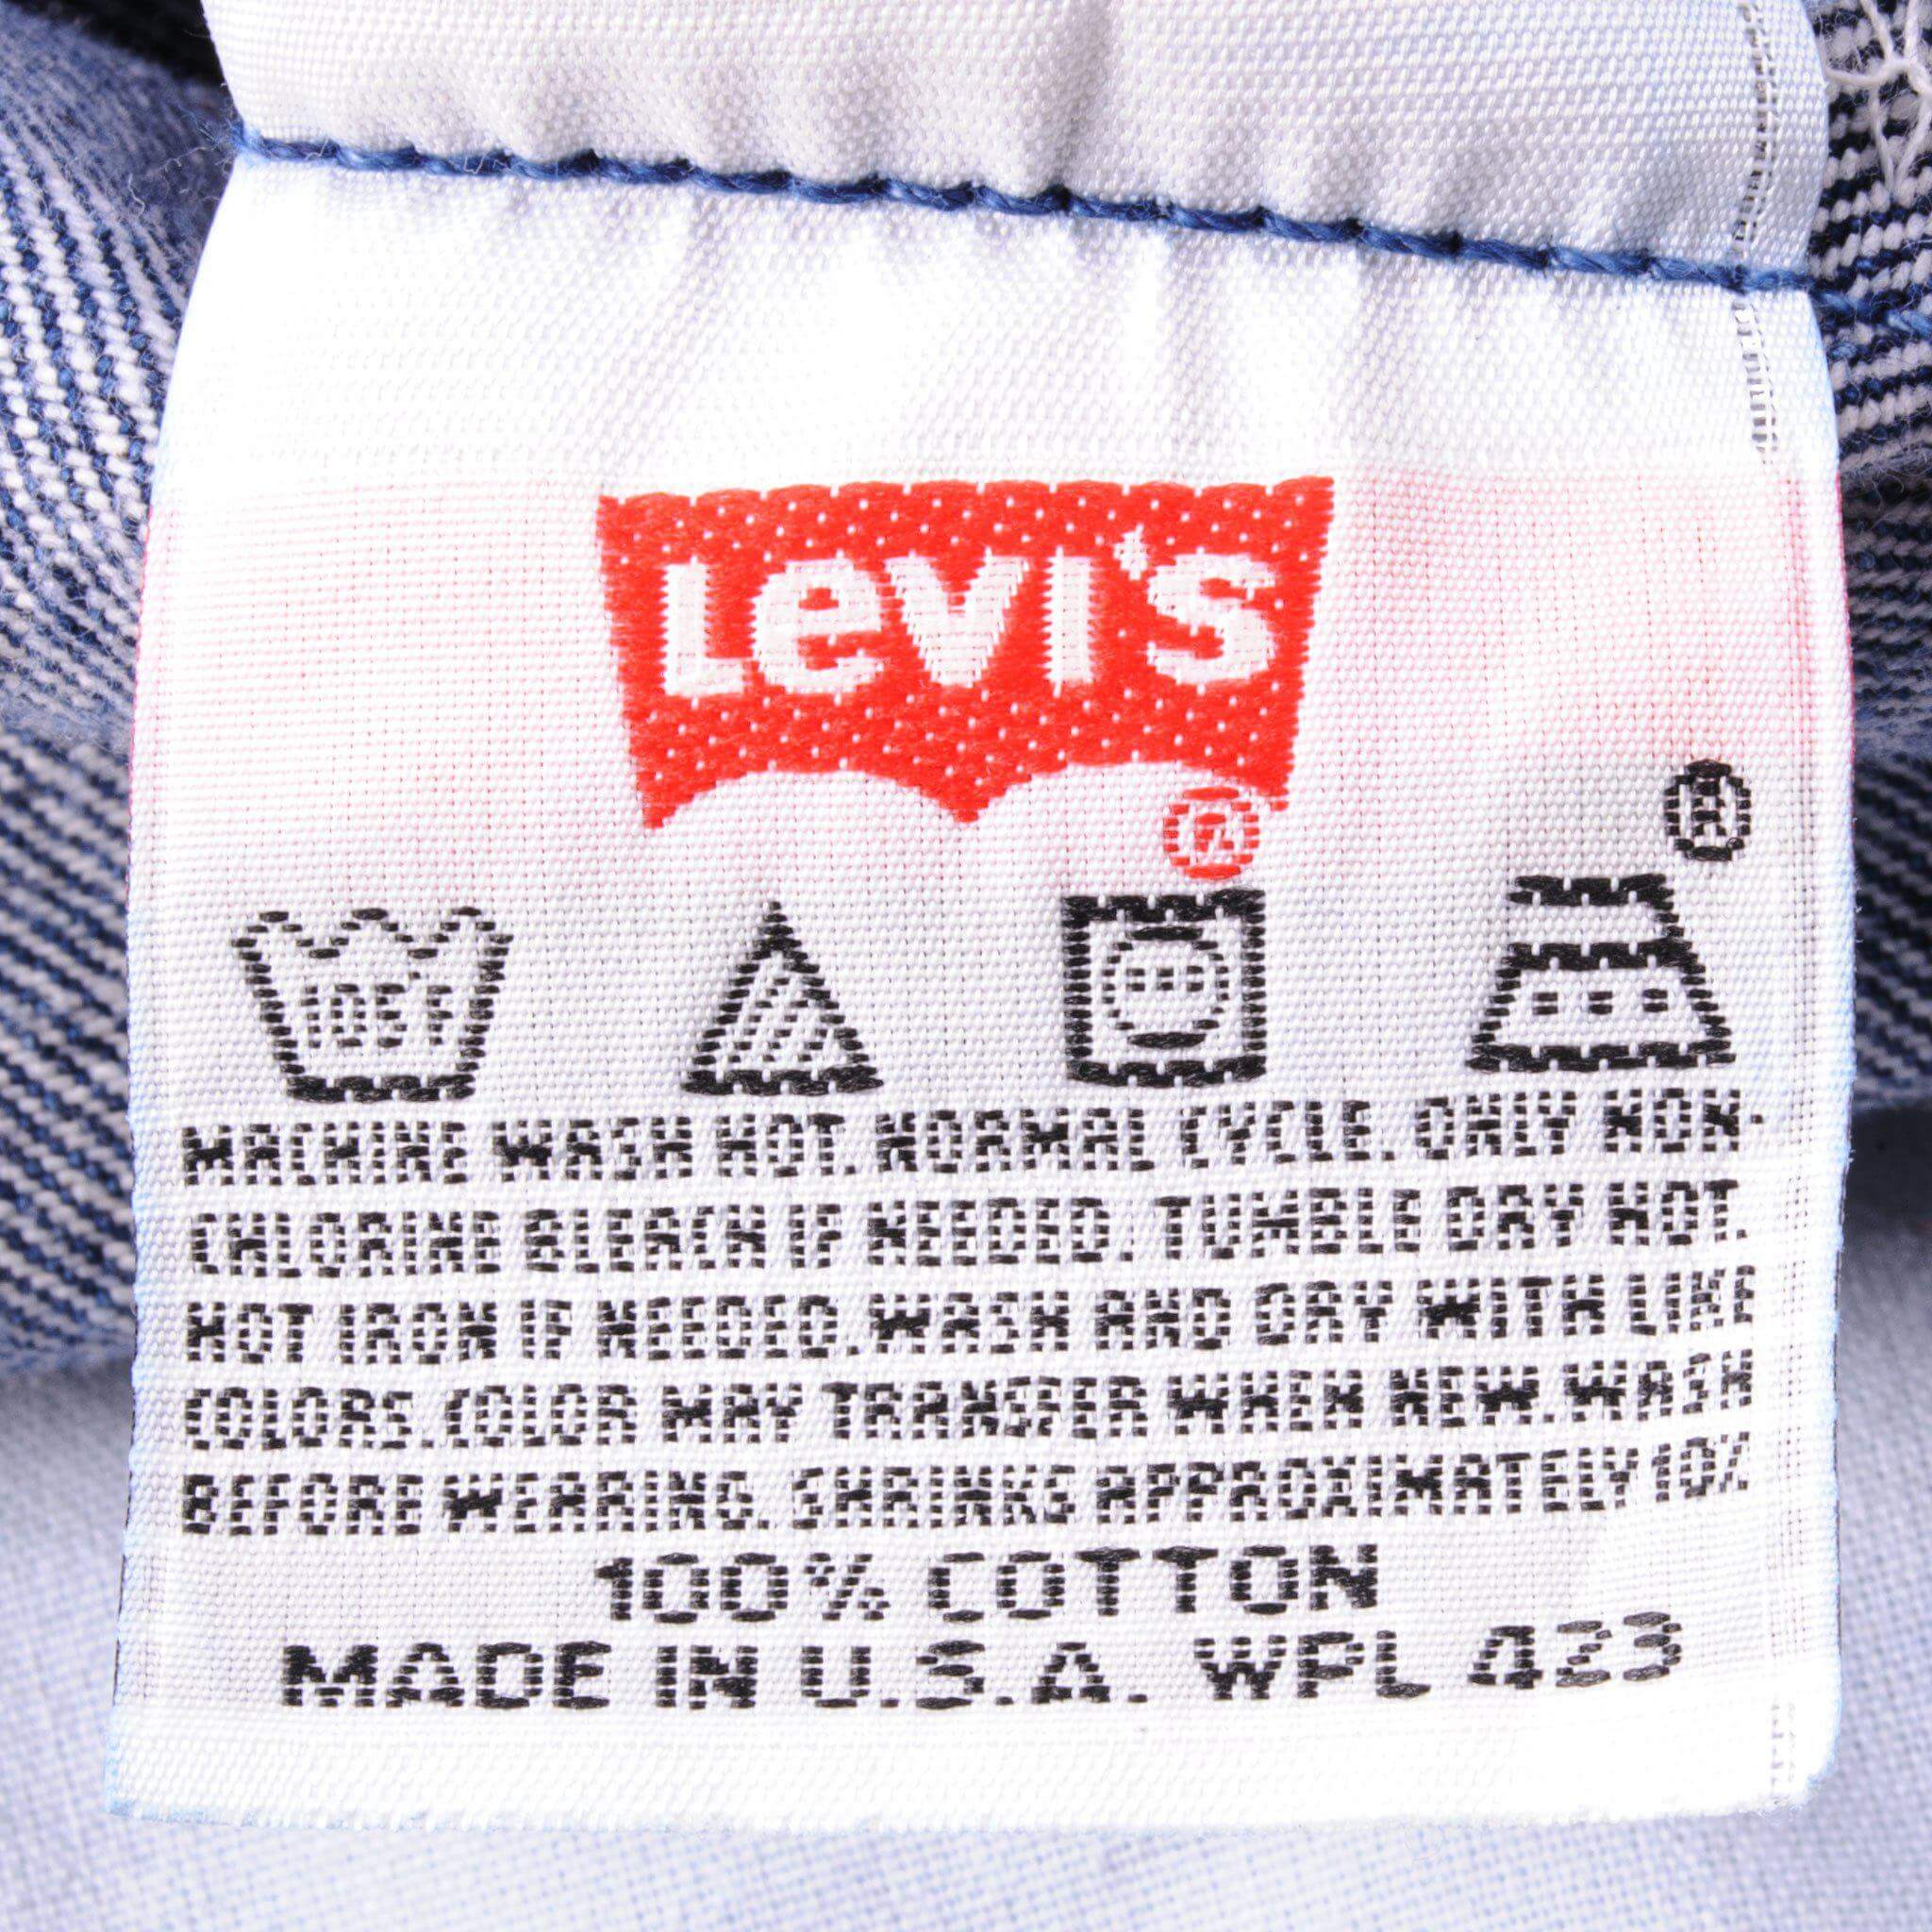 Levi's
®
®
105°F
MACHINE WASH HOT. NORMAL CYCLE. ONLY NON-
CHLORINE BLEACH IF NEEDED. TUMBLE DRY HOT.
HOT IRON IF NEEDED. WASH AND DRY WITH LIKE
COLORS. COLOR MAY TRANSFER WHEN NEW. WASH
BEFORE WEARING. SHRINKS APPROXIMATELY 10%
100% COTTON
MADE IN U.S.A. WPL 423